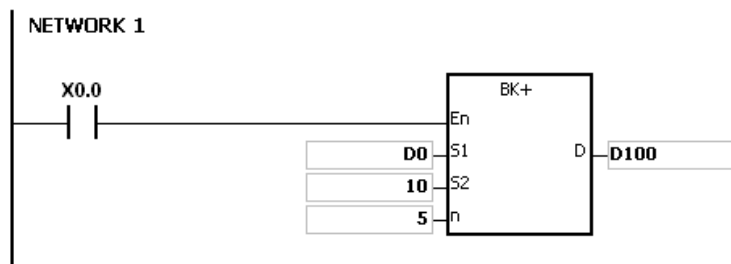 NETWORK 1
X0.0
BK+
En
D0 S1 D D100
10 S2
5 n